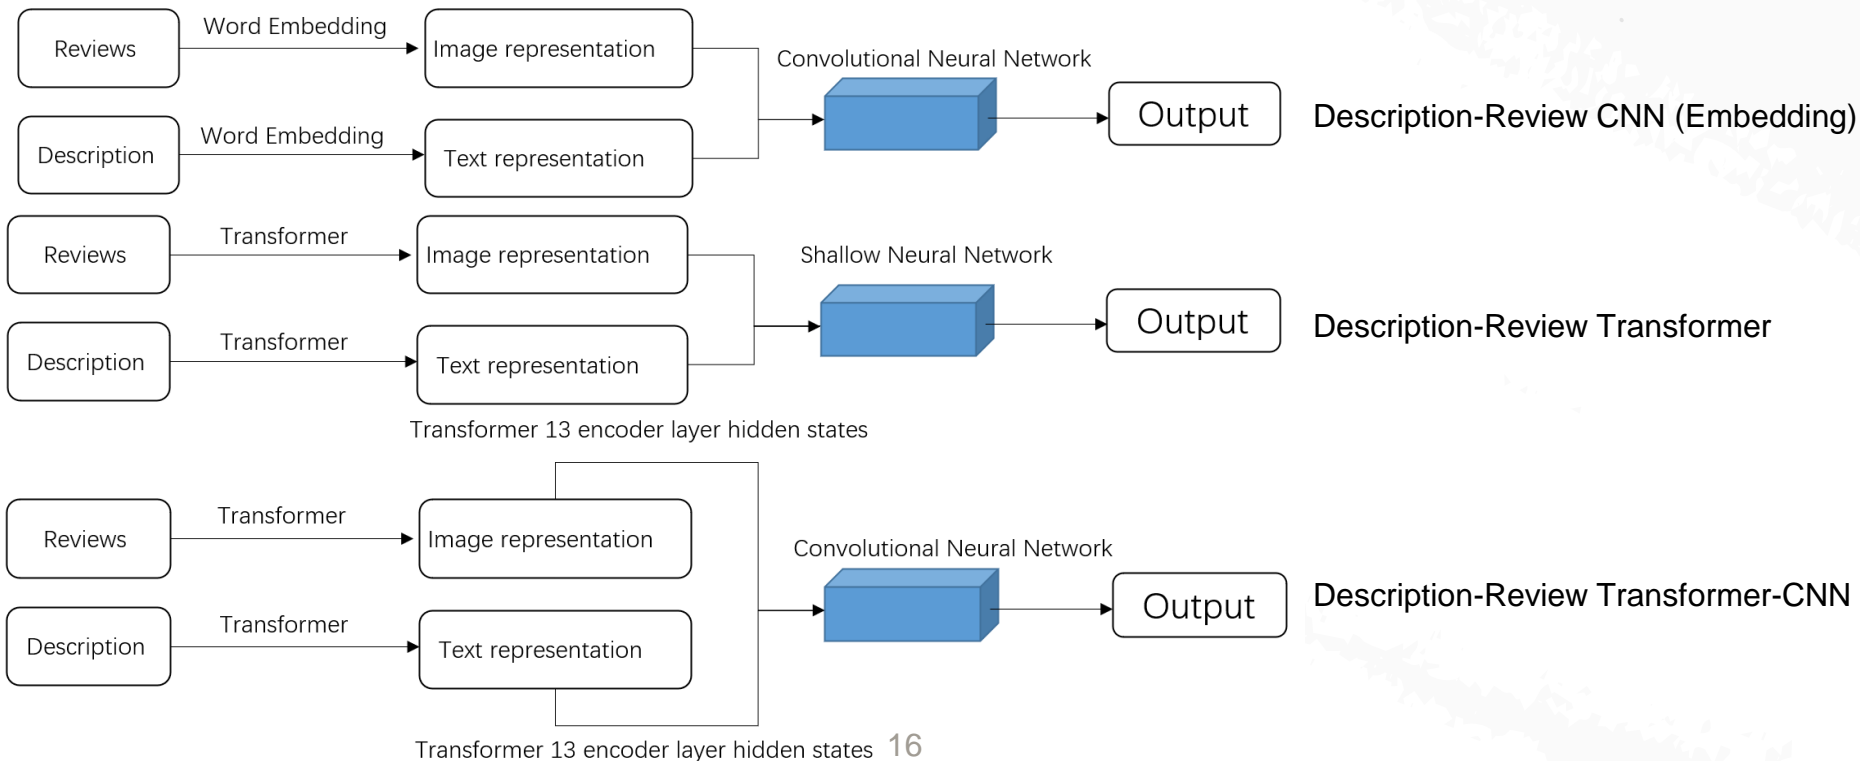 Reviews
Word Embedding
Image representation
Description
Word Embedding
Text representation
Convolutional Neural Network
Output
Description-Review CNN (Embedding)
Reviews
Transformer
Image representation
Description
Transformer
Text representation
Shallow Neural Network
Output
Description-Review Transformer
Transformer 13 encoder layer hidden states
Reviews
Transformer
Image representation
Description
Transformer
Text representation
Convolutional Neural Network
Output
Description-Review Transformer-CNN
Transformer 13 encoder layer hidden states
16